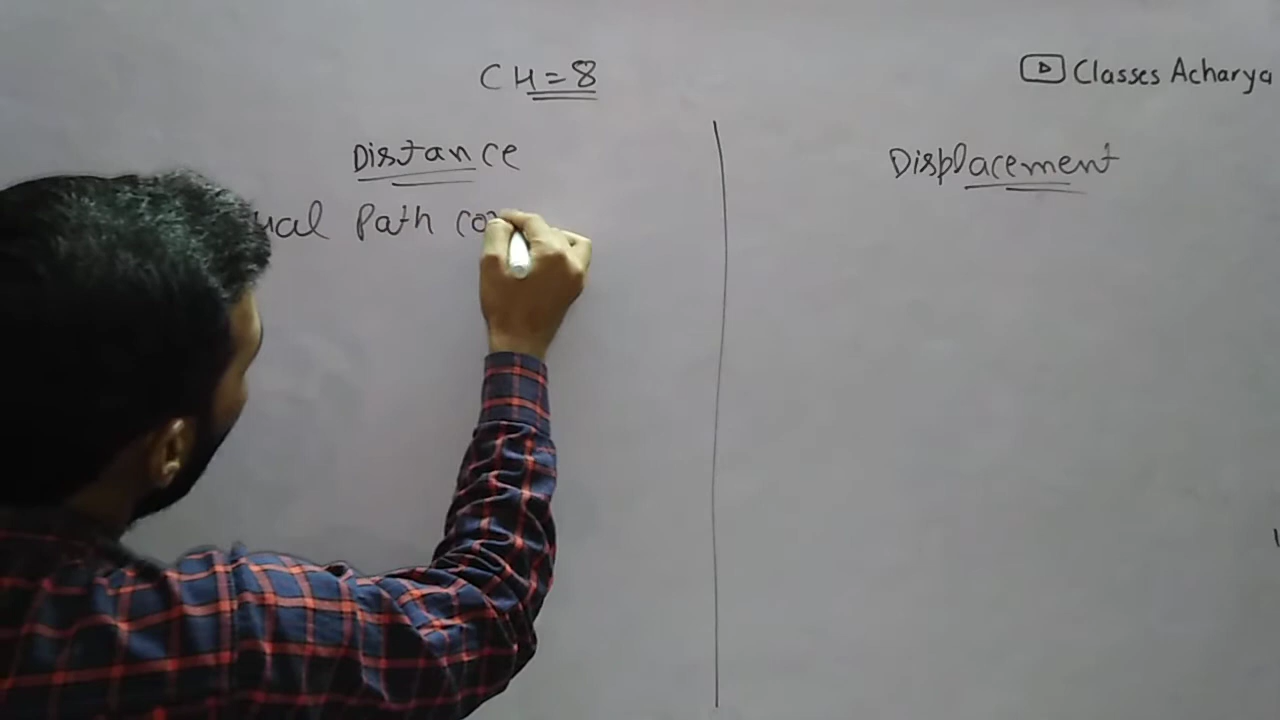 CH=8
Classes Acharya
Distance
Displacement
Path